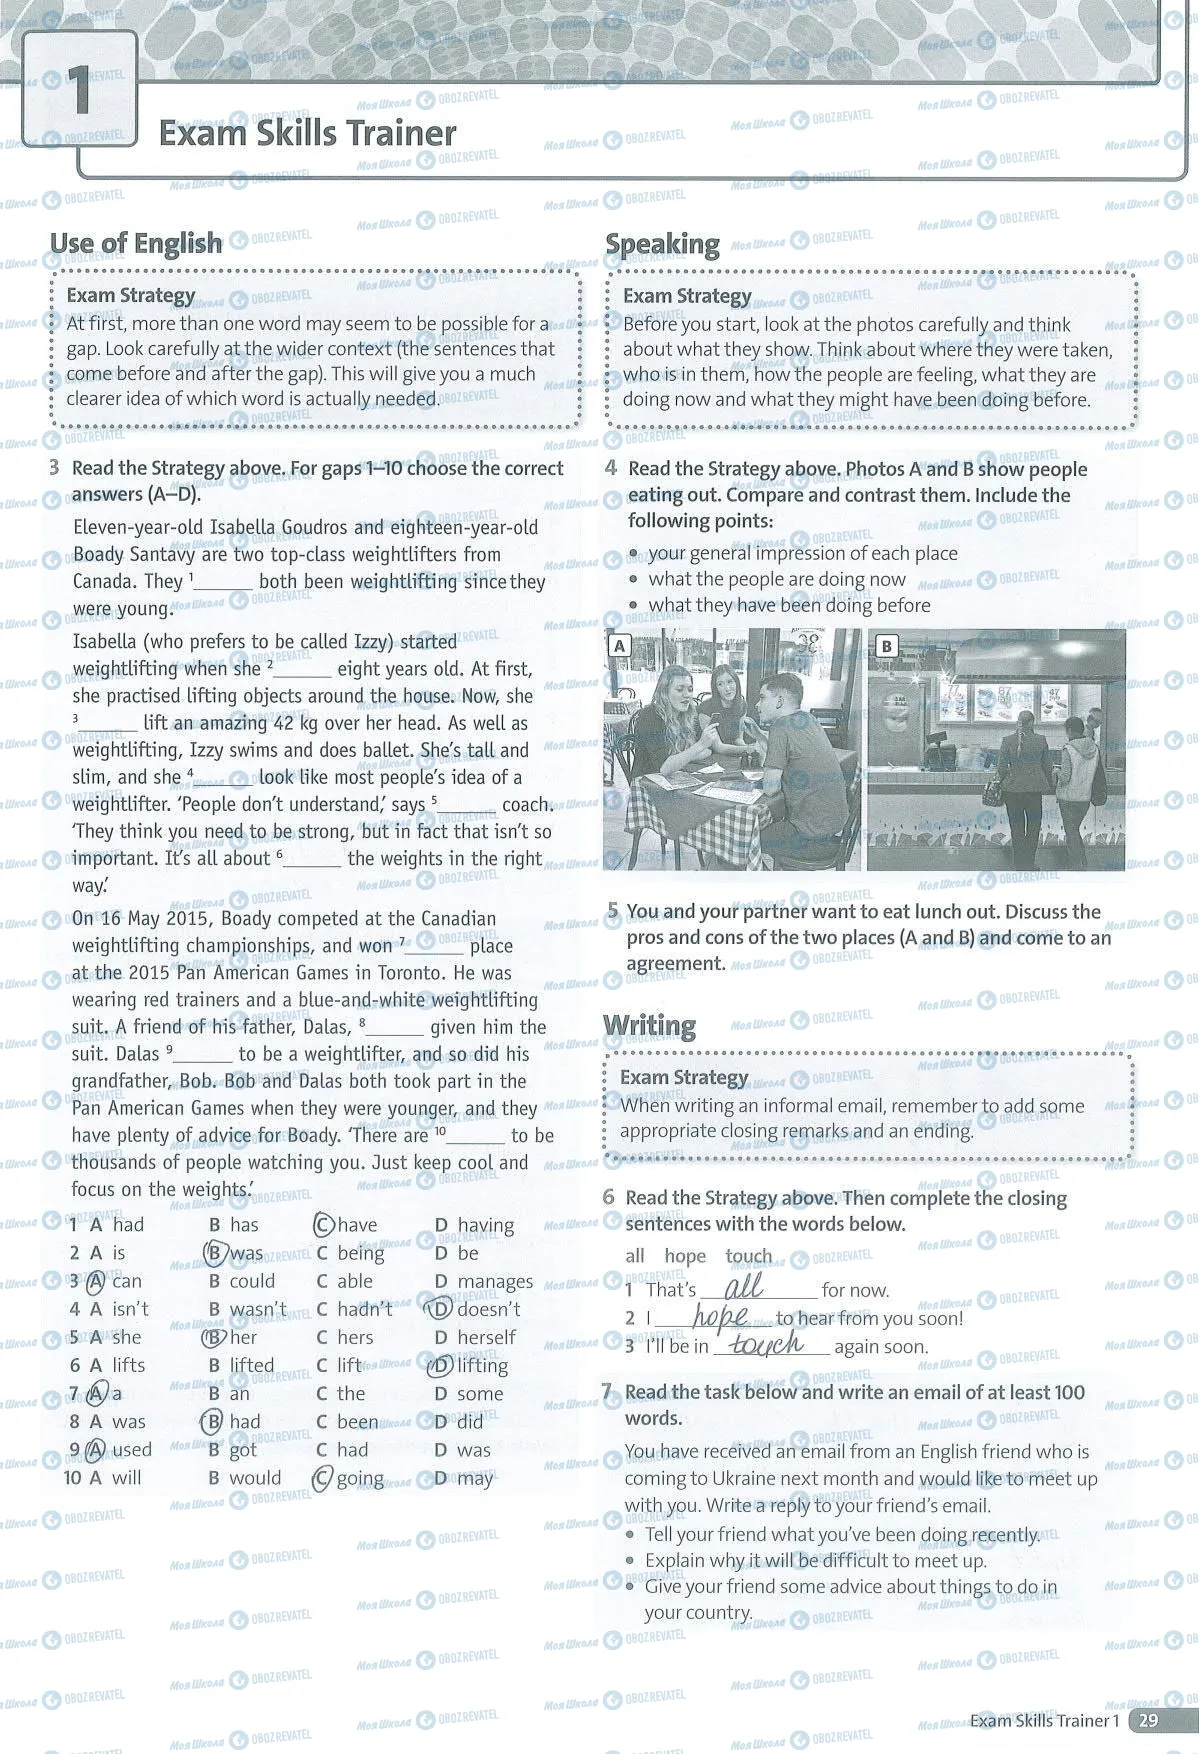 1
Exam Skills Trainer
Use of English
Exam Strategy
At first, more than one word may seem to be possible for a
gap. Look carefully at the wider context (the sentences that
come before and after the gap). This will give you a much
clearer idea of which word is actually needed.
3 Read the Strategy above. For gaps 1–10 choose the correct
answers (A–D).
Eleven-year-old Isabella Goudros and eighteen-year-old
Boady Santavy are two top-class weightlifters from
Canada. They 1______ both been weightlifting since they
were young.
Isabella (who prefers to be called Izzy) started
weightlifting when she 2______ eight years old. At first,
she practised lifting objects around the house. Now, she
3______ lift an amazing 42 kg over her head. As well as
weightlifting, Izzy swims and does ballet. She's tall and
slim, and she 4______ look like most people's idea of a
weightlifter. 'People don't understand,' says 5______ coach.
'They think you need to be strong, but in fact that isn't so
important. It's all about 6______ the weights in the right
way.'
On 16 May 2015, Boady competed at the Canadian
weightlifting championships, and won 7______ place
at the 2015 Pan American Games in Toronto. He was
wearing red trainers and a blue-and-white weightlifting
suit. A friend of his father, Dalas, 8______ given him the
suit. Dalas 9______ to be a weightlifter, and so did his
grandfather, Bob. Bob and Dalas both took part in the
Pan American Games when they were younger, and they
have plenty of advice for Boady. 'There are 10______ to be
thousands of people watching you. Just keep cool and
focus on the weights.'
1 A had B has C have D having
2 A is B was C being D be
3 A can B could C able D manages
4 A isn't B wasn't C hadn't D doesn't
5 A she B her C hers D herself
6 A lifts B lifted C lift D lifting
7 A a B an C the D some
8 A was B had C been D did
9 A used B got C had D was
10 A will B would C going D may
Speaking
Exam Strategy
Before you start, look at the photos carefully and think
about what they show. Think about where they were taken,
who is in them, how the people are feeling, what they are
doing now and what they might have been doing before.
4 Read the Strategy above. Photos A and B show people
eating out. Compare and contrast them. Include the
following points:
• your general impression of each place
• what the people are doing now
• what they have been doing before
A
B
5 You and your partner want to eat lunch out. Discuss the
pros and cons of the two places (A and B) and come to an
agreement.
Writing
Exam Strategy
When writing an informal email, remember to add some
appropriate closing remarks and an ending.
6 Read the Strategy above. Then complete the closing
sentences with the words below.
all hope touch
1 That's all for now.
2 I hope to hear from you soon!
3 I'll be in touch again soon.
7 Read the task below and write an email of at least 100
words.
You have received an email from an English friend who is
coming to Ukraine next month and would like to meet up
with you. Write a reply to your friend's email.
• Tell your friend what you've been doing recently.
• Explain why it will be difficult to meet up.
• Give your friend some advice about things to do in
your country.
Exam Skills Trainer 1 29
Моя Школа OBOZREVATEL